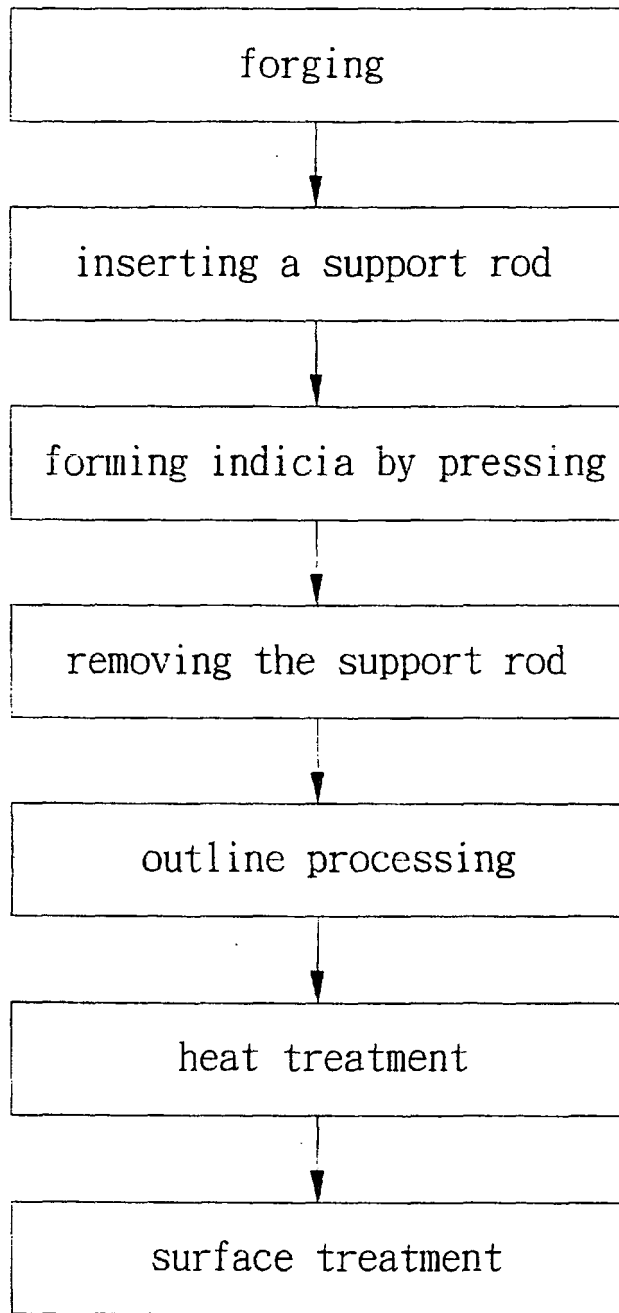 forging
inserting a support rod
forming indicia by pressing
removing the support rod
outline processing
heat treatment
surface treatment